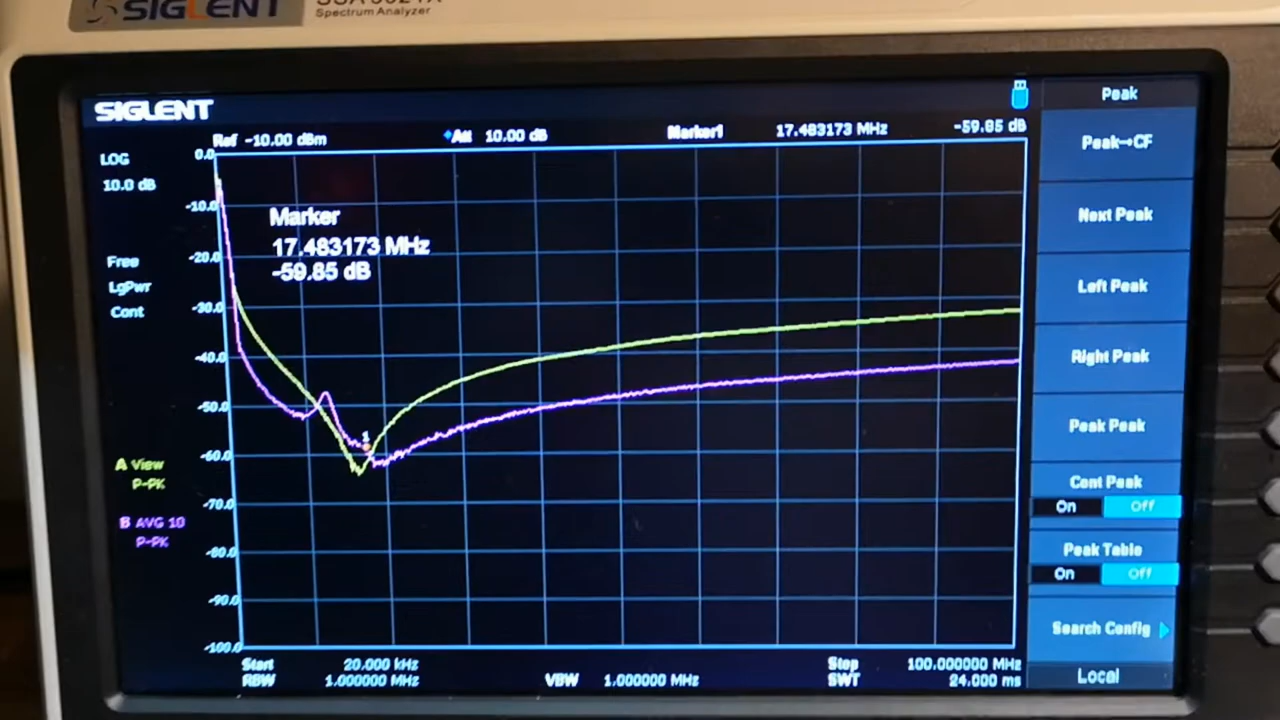 SIGLENT
Spectrum Analyzer
SIGLENT
Peak
Ref -10.00 dBm
Att 10.00 dB
Marker1 17.483173 MHz -59.85 dB
LOG
10.0 dB
0.0
-10.0
-20.0
-30.0
-40.0
-50.0
-60.0
-70.0
-80.0
-90.0
-100.0
Marker
17.483173 MHz
-59.85 dB
1
Free
LgPwr
Cont
A View
P-PK
B AVG 10
P-PK
Peak→CF
Next Peak
Left Peak
Right Peak
Peak Peak
Cont Peak
On Off
Peak Table
On Off
Search Config
Local
Start 20.000 kHz
Stop 100.000000 MHz
RBW 1.000000 MHz
VBW 1.000000 MHz
SWT 24.000 ms